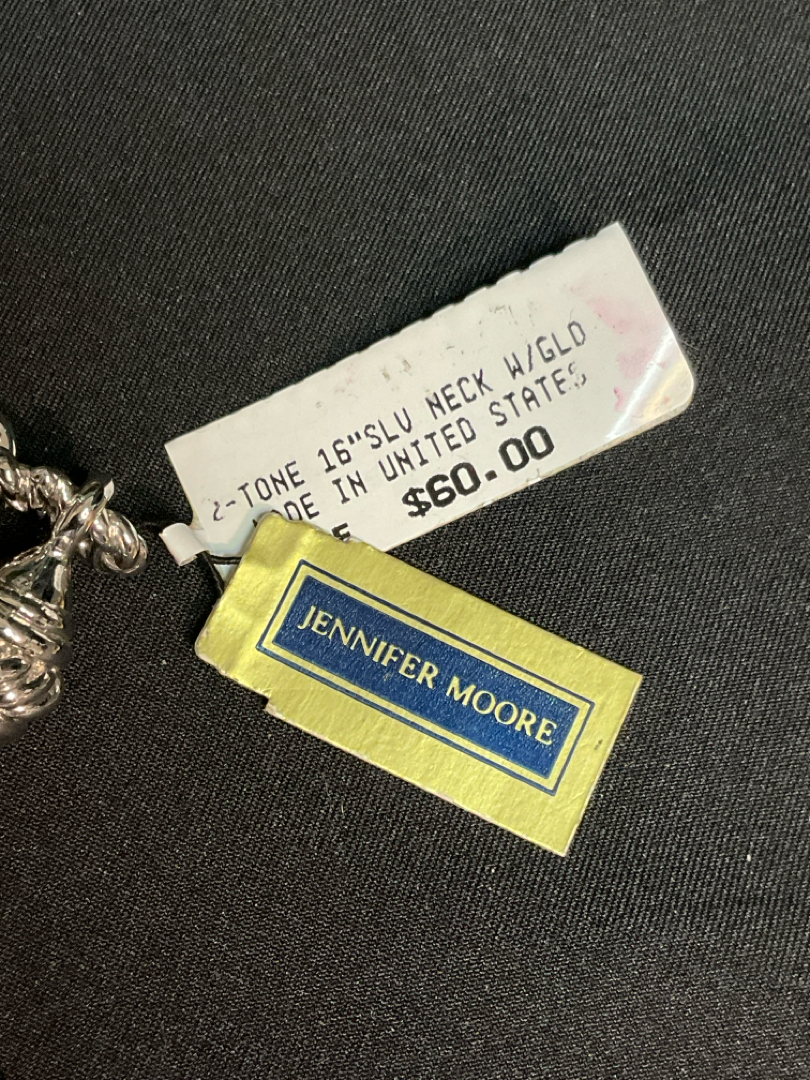 2-TONE 16"SLV NECK W/GLD
MADE IN UNITED STATES
$60.00
JENNIFER MOORE